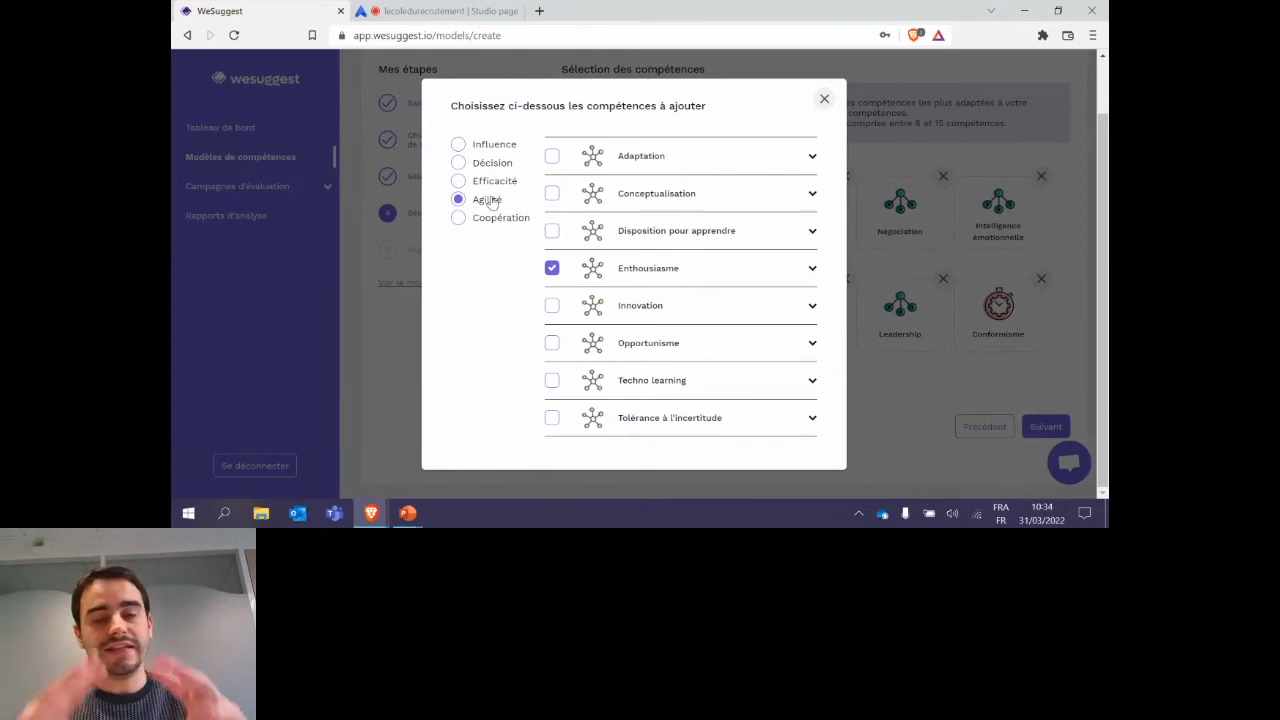 WeSuggest
lecoledurecrutement | Studio page
app.wesuggest.io/models/create
1
wesuggest
Tableau de bord
Modèles de compétences
Campagnes d'évaluation
Rapports d'analyse
Se déconnecter
Mes étapes
Sélection des compétences
4
Choisissez ci-dessous les compétences à ajouter
Influence
Décision
Efficacité
Agilité
Coopération
Adaptation
Conceptualisation
Disposition pour apprendre
Enthousiasme
Innovation
Opportunisme
Techno learning
Tolérance à l'incertitude
es compétences les plus adaptées à votre
compétences.
comprise entre 8 et 15 compétences
Négociation
Intelligence
émotionnelle
Leadership
Conformisme
Précédent
Suivant
FRA
FR
10:34
31/03/2022